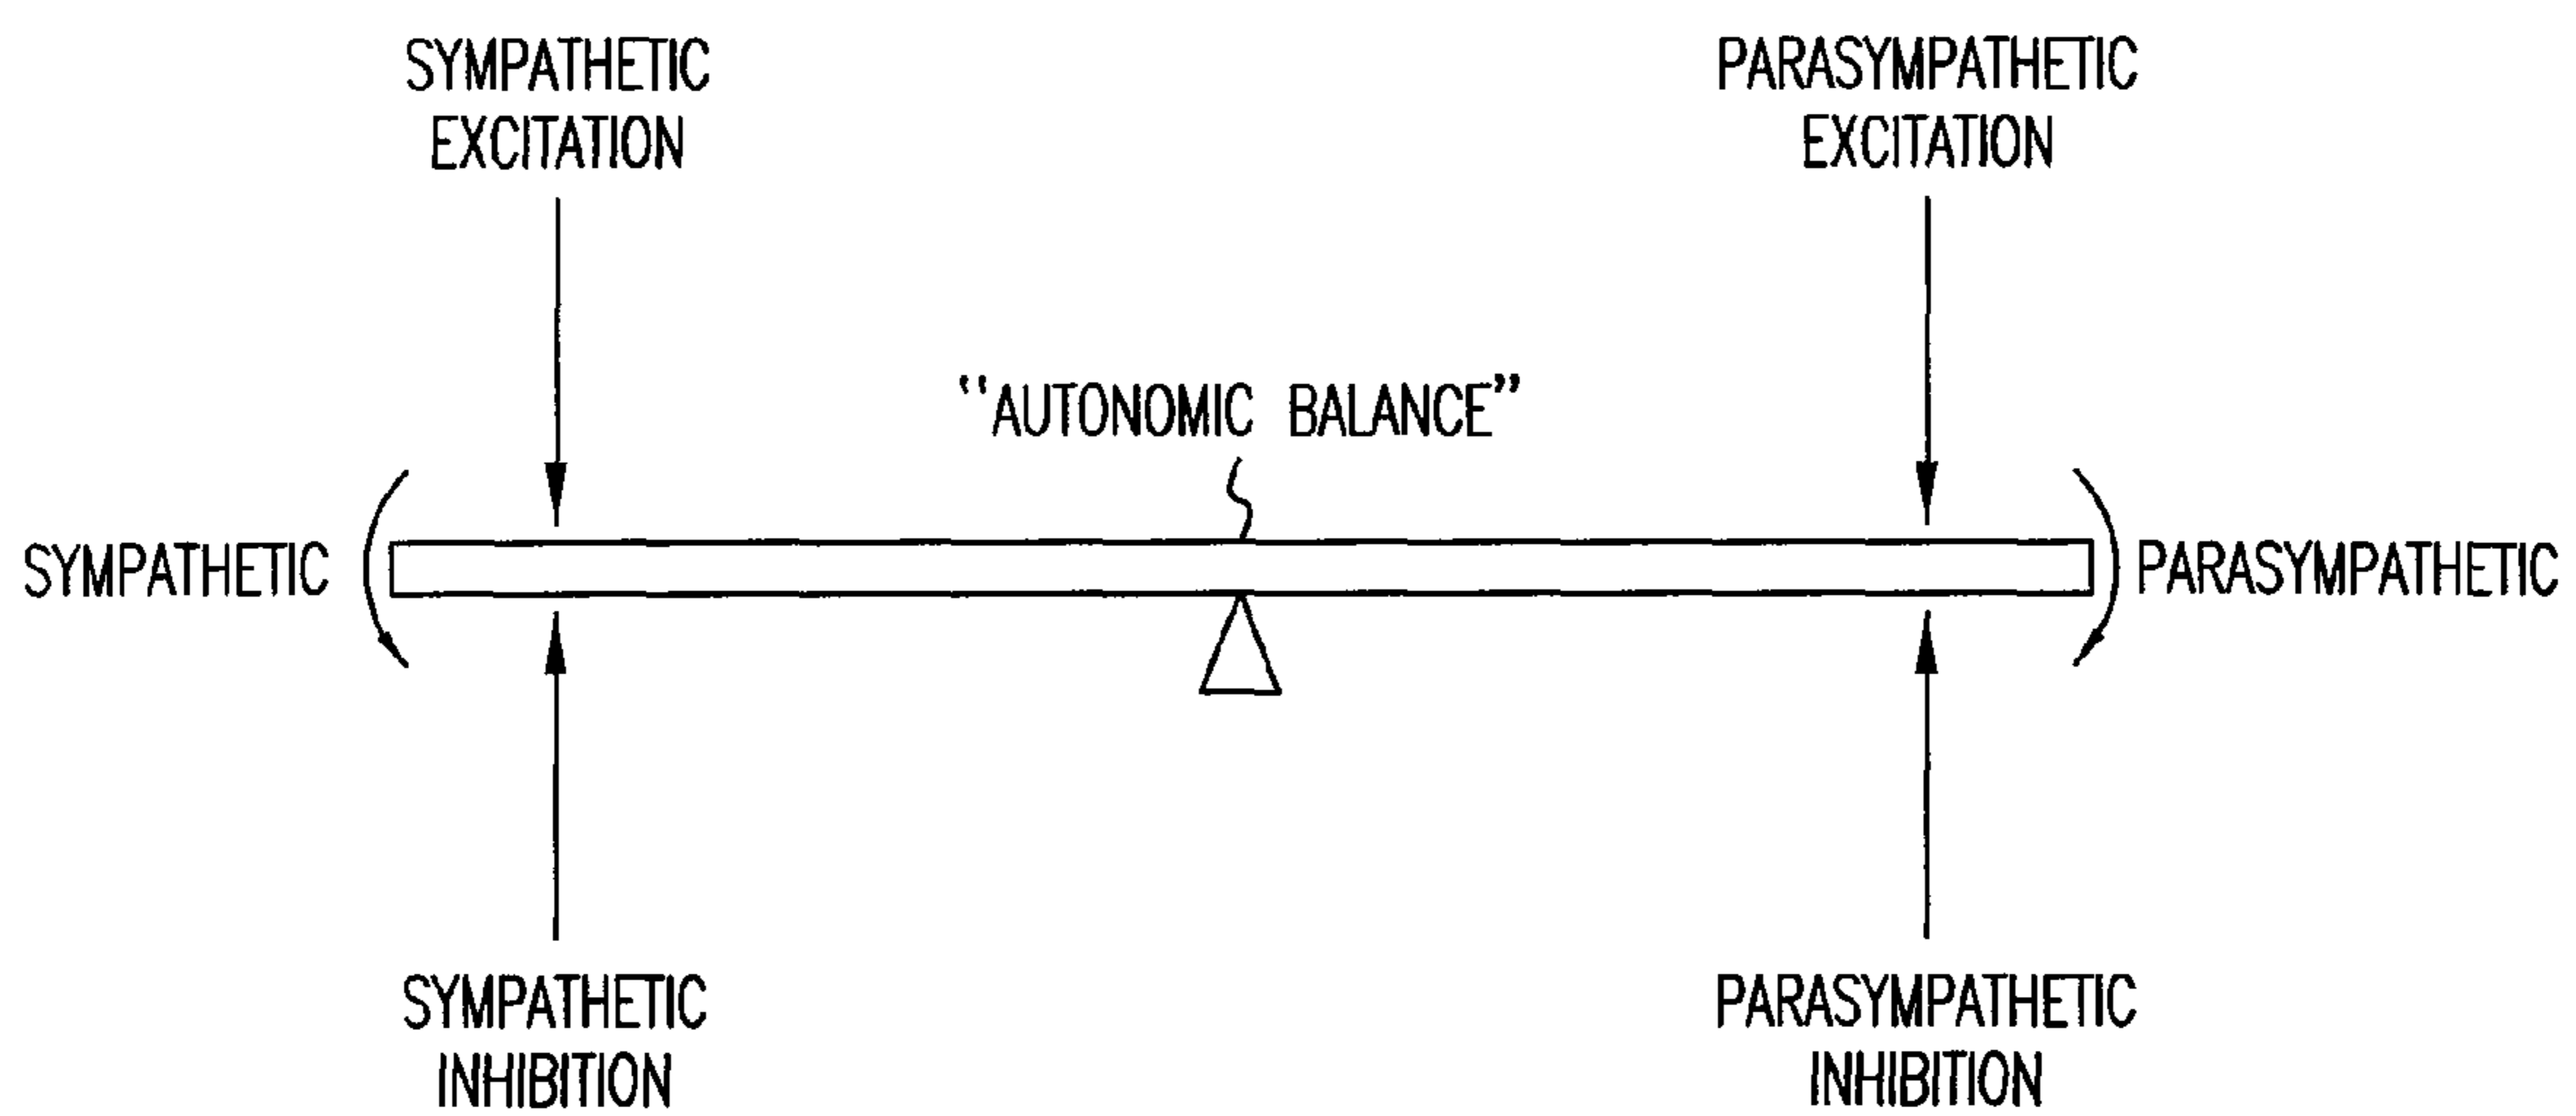 SYMPATHETIC
EXCITATION
PARASYMPATHETIC
EXCITATION
“AUTONOMIC BALANCE”
SYMPATHETIC
PARASYMPATHETIC
SYMPATHETIC
INHIBITION
PARASYMPATHETIC
INHIBITION